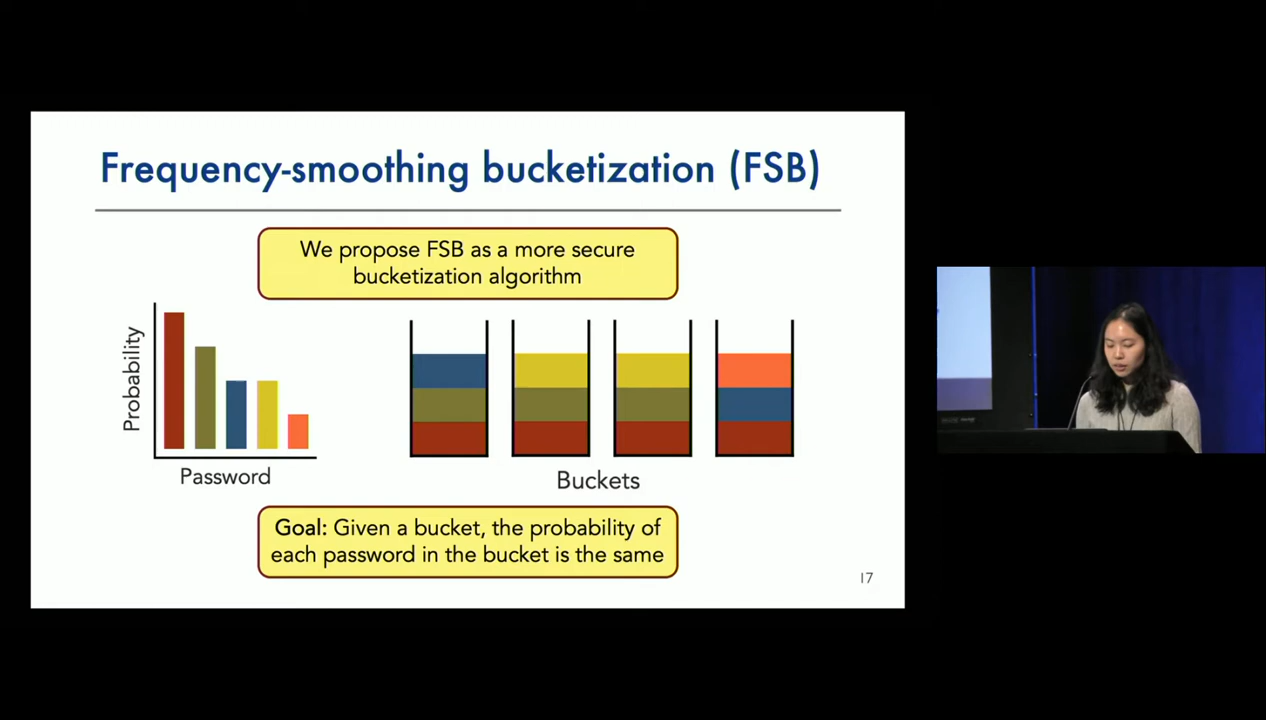 Frequency-smoothing bucketization (FSB)
We propose FSB as a more secure
bucketization algorithm
Probability
Password
Buckets
Goal: Given a bucket, the probability of
each password in the bucket is the same
17